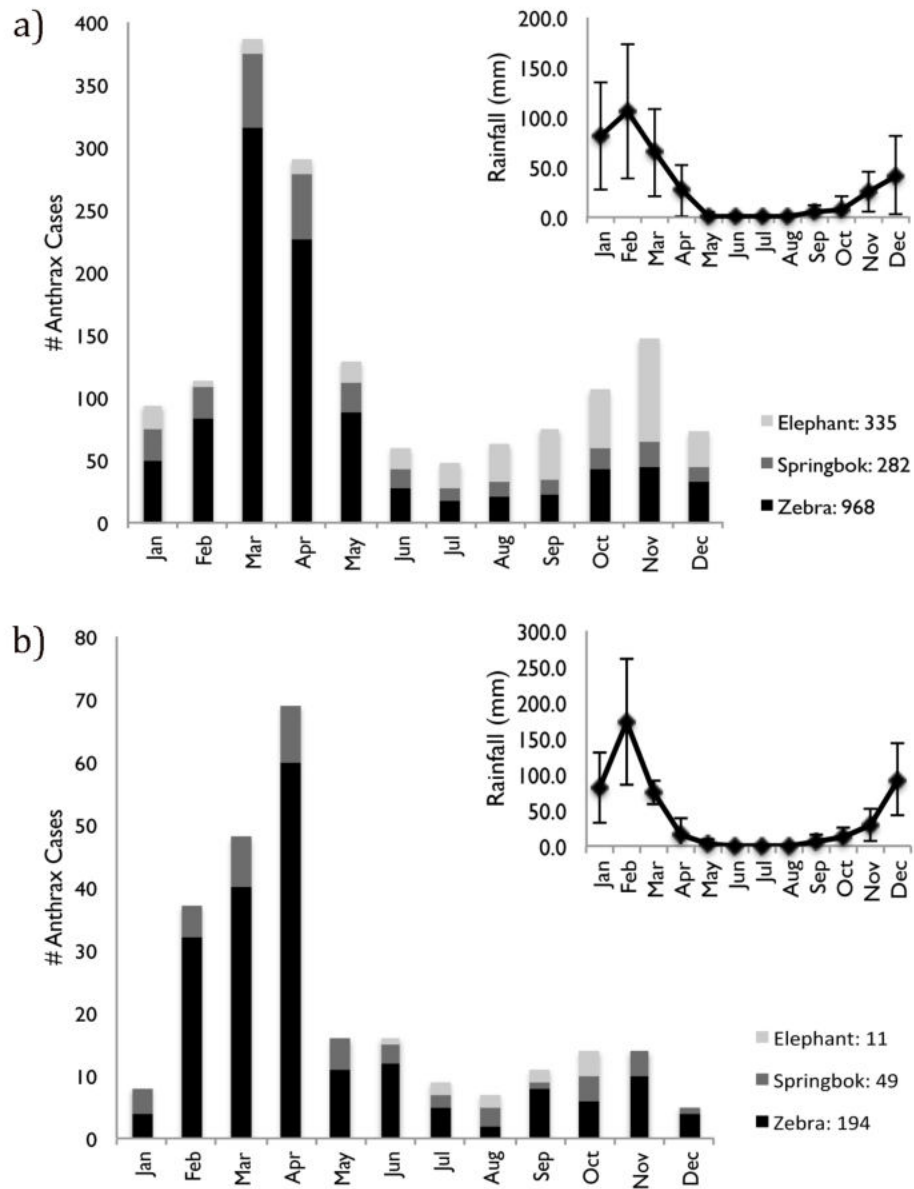 a)
400
350
300
250
200
150
100
50
0
# Anthrax Cases
Jan Feb Mar Apr May Jun Jul Aug Sep Oct Nov Dec
200.0
150.0
100.0
50.0
0.0
Rainfall (mm)
Jan Feb Mar Apr May Jun Jul Aug Sep Oct Nov Dec
Elephant: 335
Springbok: 282
Zebra: 968
b)
80
70
60
50
40
30
20
10
0
# Anthrax Cases
Jan Feb Mar Apr May Jun Jul Aug Sep Oct Nov Dec
300.0
250.0
200.0
150.0
100.0
50.0
0.0
Rainfall (mm)
Jan Feb Mar Apr May Jun Jul Aug Sep Oct Nov Dec
Elephant: 11
Springbok: 49
Zebra: 194